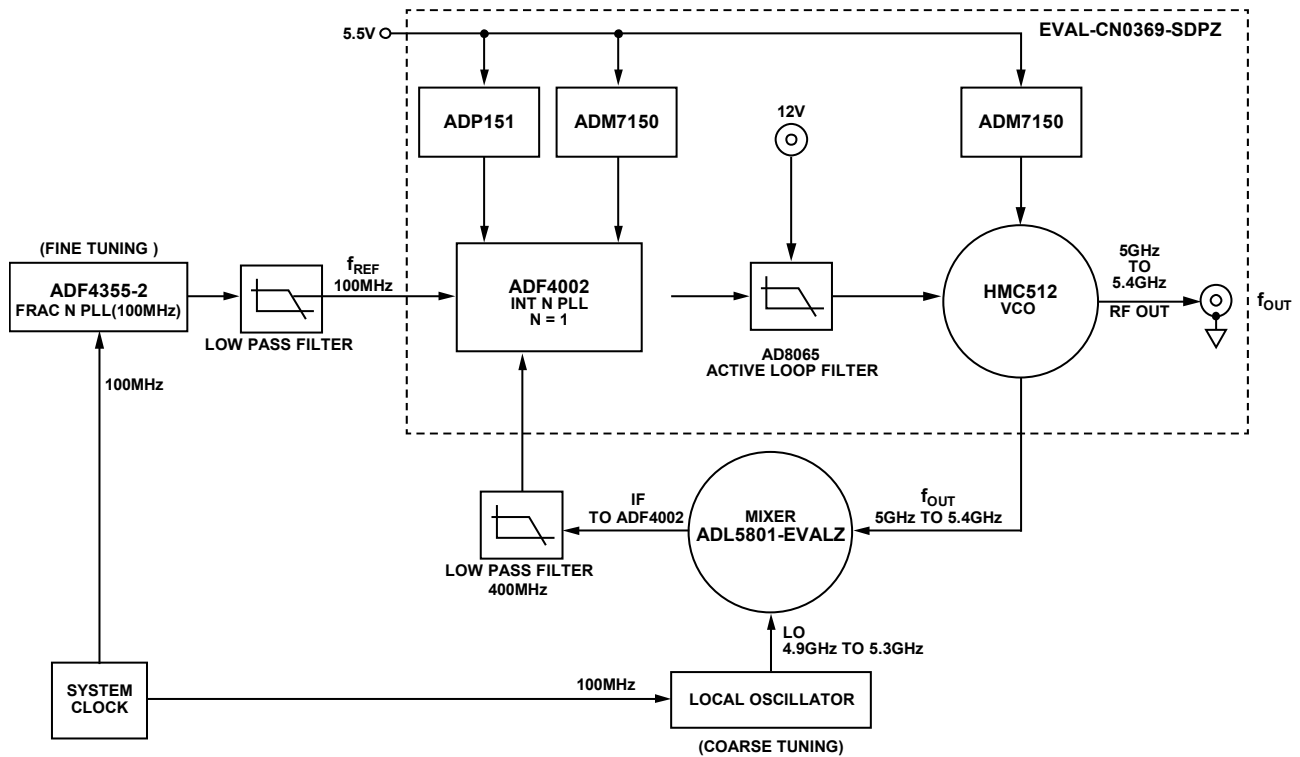 5.5V
EVAL-CN0369-SDPZ
ADP151
ADM7150
12V
ADM7150
(FINE TUNING )
ADF4355-2
FRAC N PLL(100MHz)
LOW PASS FILTER
fREF
100MHz
ADF4002
INT N PLL
N = 1
AD8065
ACTIVE LOOP FILTER
HMC512
VCO
5GHz
TO
5.4GHz
RF OUT
fOUT
100MHz
IF
TO ADF4002
MIXER
ADL5801-EVALZ
fOUT
5GHz TO 5.4GHz
LOW PASS FILTER
400MHz
LO
4.9GHz TO 5.3GHz
SYSTEM
CLOCK
100MHz
LOCAL OSCILLATOR
(COARSE TUNING)